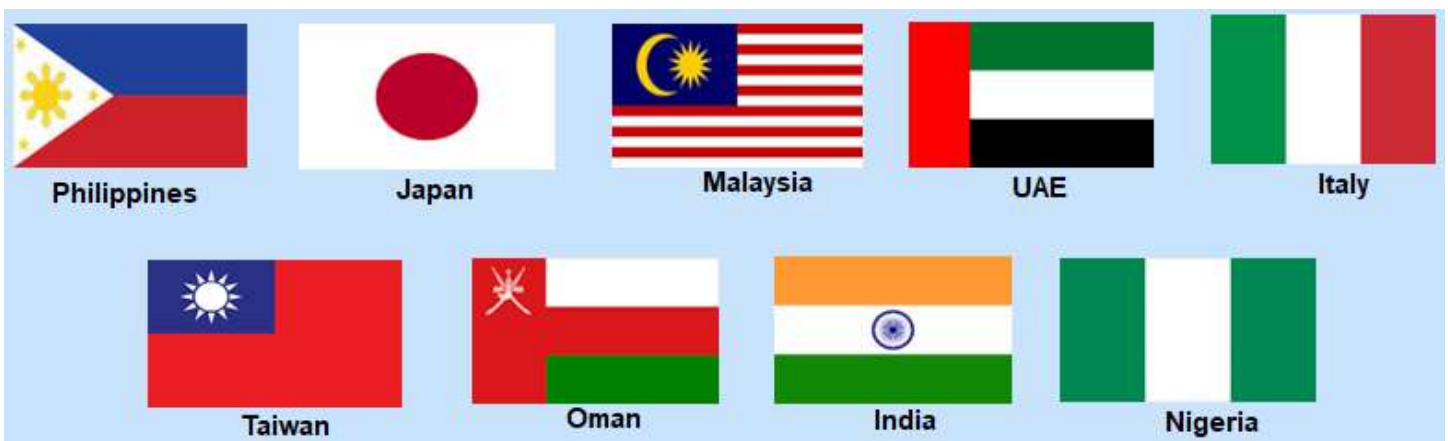 Philippines
Japan
Malaysia
UAE
Italy
Taiwan
Oman
India
Nigeria